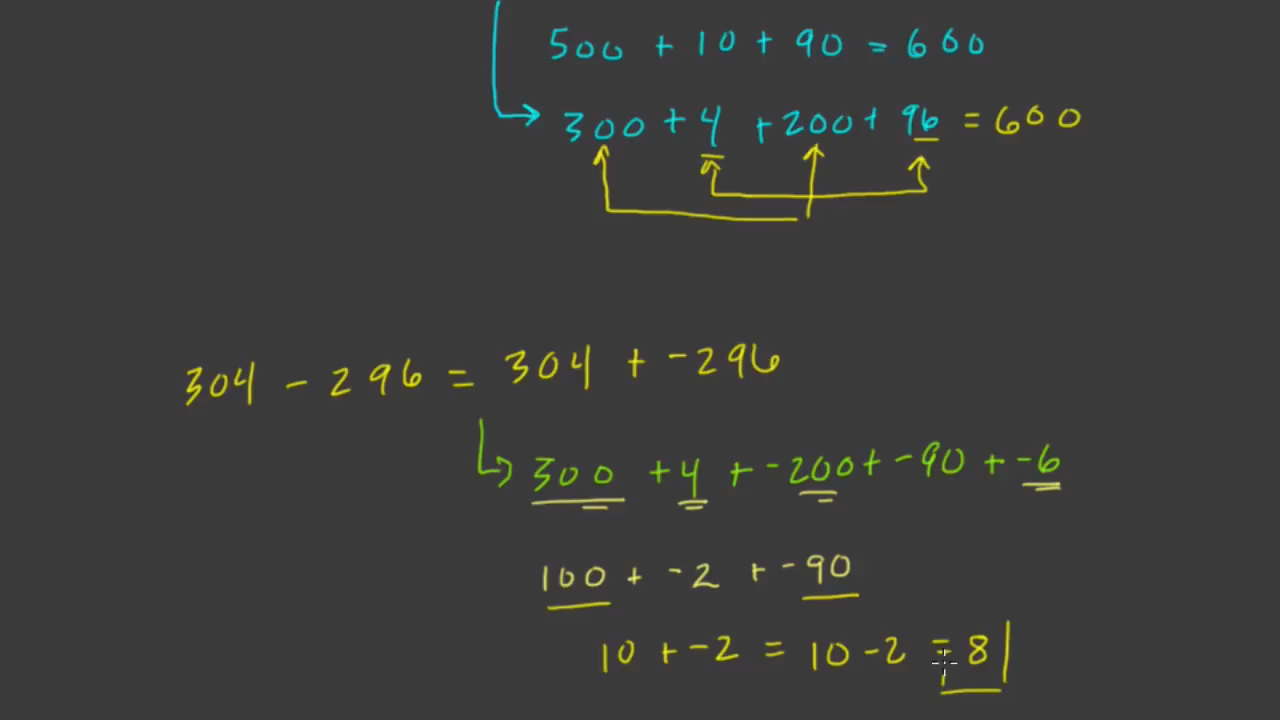 500 + 10 + 90 = 600
300 + 4 + 200 + 96 = 600
304 - 296 = 304 + -296
300 + 4 + -200 + -90 + -6
100 + -2 + -90
10 + -2 = 10 - 2 = 8